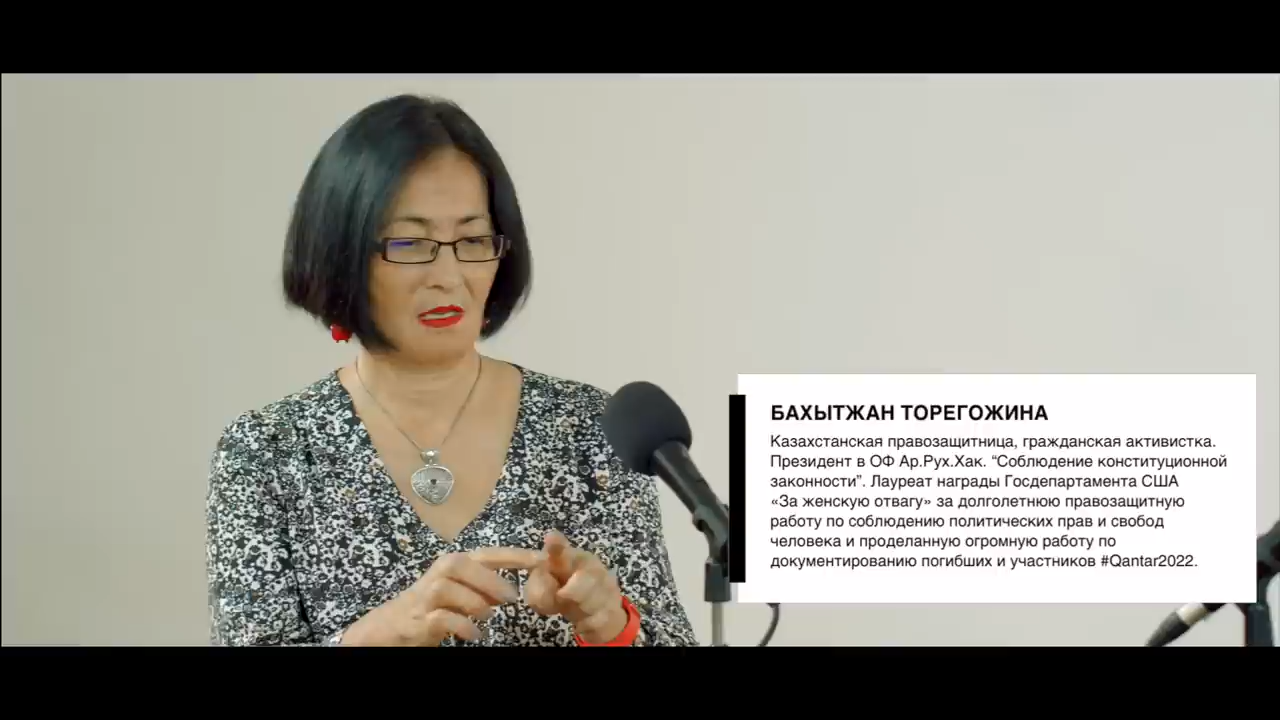 БАХЫТЖАН ТОРЕГОЖИНА
Казахстанская правозащитница, гражданская активистка.
Президент в ОФ Ар.Рух.Хак. “Соблюдение конституционной
законности”. Лауреат награды Госдепартамента США
«За женскую отвагу» за долголетнюю правозащитную
работу по соблюдению политических прав и свобод
человека и проделанную огромную работу по
документированию погибших и участников #Qantar2022.